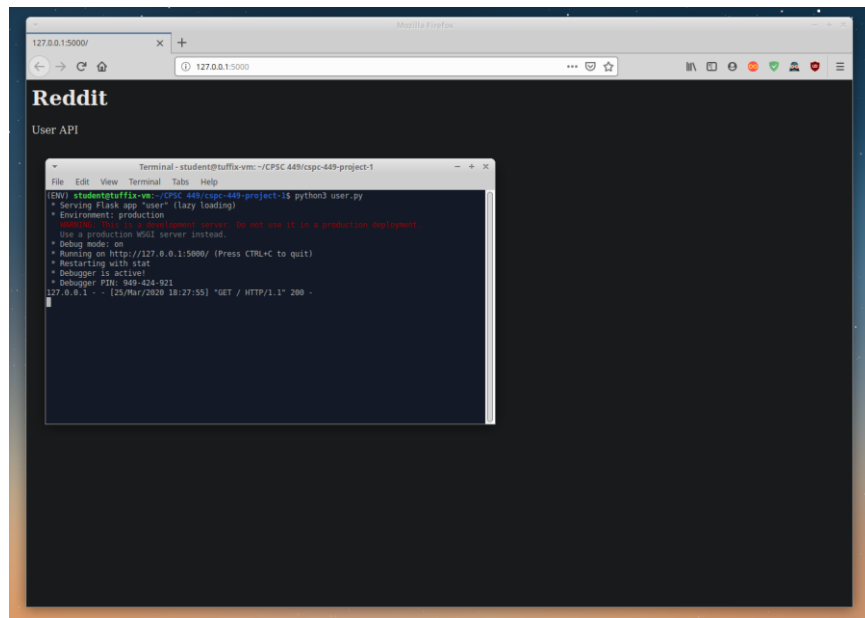 Mozilla Firefox
127.0.0.1:5000/
127.0.0.1:5000
Reddit
User API
Terminal - student@tuffix-vm: ~/CPSC 449/cspc-449-project-1
File Edit View Terminal Tabs Help
(ENV) student@tuffix-vm:~/CPSC 449/cspc-449-project-1$ python3 user.py
* Serving Flask app "user" (lazy loading)
* Environment: production
WARNING: This is a development server. Do not use it in a production deployment.
Use a production WSGI server instead.
* Debug mode: on
* Running on http://127.0.0.1:5000/ (Press CTRL+C to quit)
* Restarting with stat
* Debugger is active!
* Debugger PIN: 949-424-921
127.0.0.1 - - [25/Mar/2020 18:27:55] "GET / HTTP/1.1" 200 -